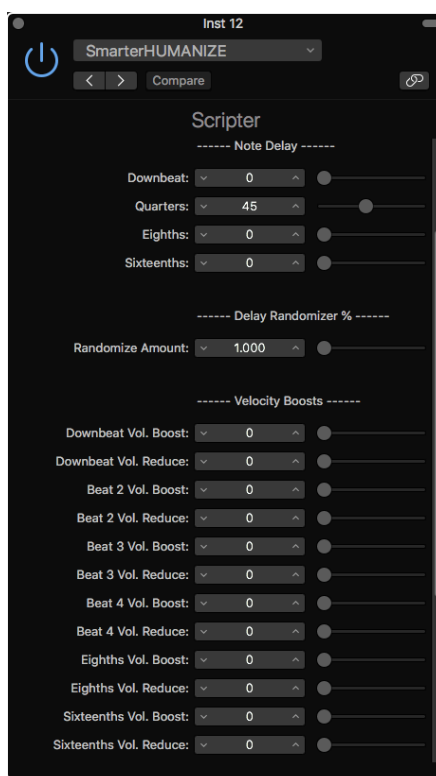 Inst 12
SmarterHUMANIZE
Compare
Scripter
------ Note Delay ------
Downbeat: 0
Quarters: 45
Eighths: 0
Sixteenths: 0
------ Delay Randomizer % ------
Randomize Amount: 1.000
------ Velocity Boosts ------
Downbeat Vol. Boost: 0
Downbeat Vol. Reduce: 0
Beat 2 Vol. Boost: 0
Beat 2 Vol. Reduce: 0
Beat 3 Vol. Boost: 0
Beat 3 Vol. Reduce: 0
Beat 4 Vol. Boost: 0
Beat 4 Vol. Reduce: 0
Eighths Vol. Boost: 0
Eighths Vol. Reduce: 0
Sixteenths Vol. Boost: 0
Sixteenths Vol. Reduce: 0